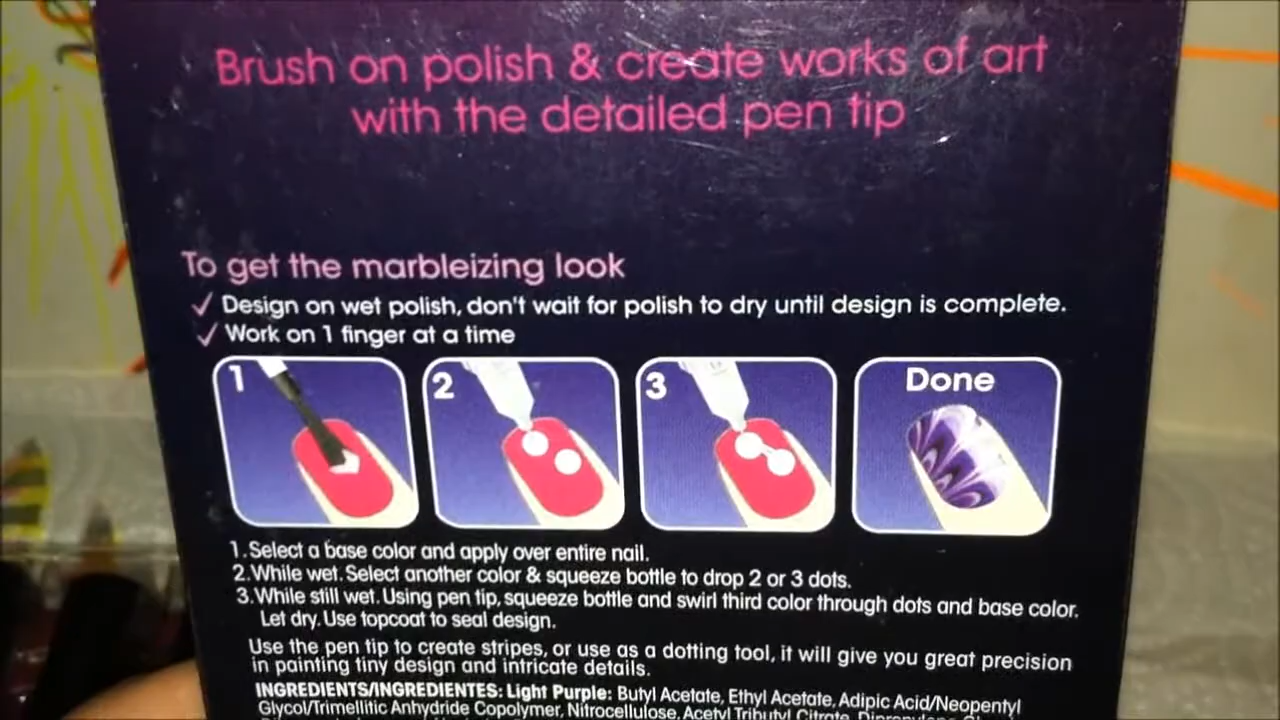 Brush on polish & create works of art
with the detailed pen tip
To get the marbleizing look
✓ Design on wet polish, don't wait for polish to dry until design is complete.
✓ Work on 1 finger at a time
1 2 3 Done
1. Select a base color and apply over entire nail.
2. While wet. Select another color & squeeze bottle to drop 2 or 3 dots.
3. While still wet. Using pen tip, squeeze bottle and swirl third color through dots and base color.
Let dry. Use topcoat to seal design.
Use the pen tip to create stripes, or use as a dotting tool, it will give you great precision
in painting tiny design and intricate details.
INGREDIENTS/INGREDIENTES: Light Purple: Butyl Acetate, Ethyl Acetate, Adipic Acid/Neopentyl
Glycol/Trimellitic Anhydride Copolymer, Nitrocellulose, Acetyl Tributyl Citrate,